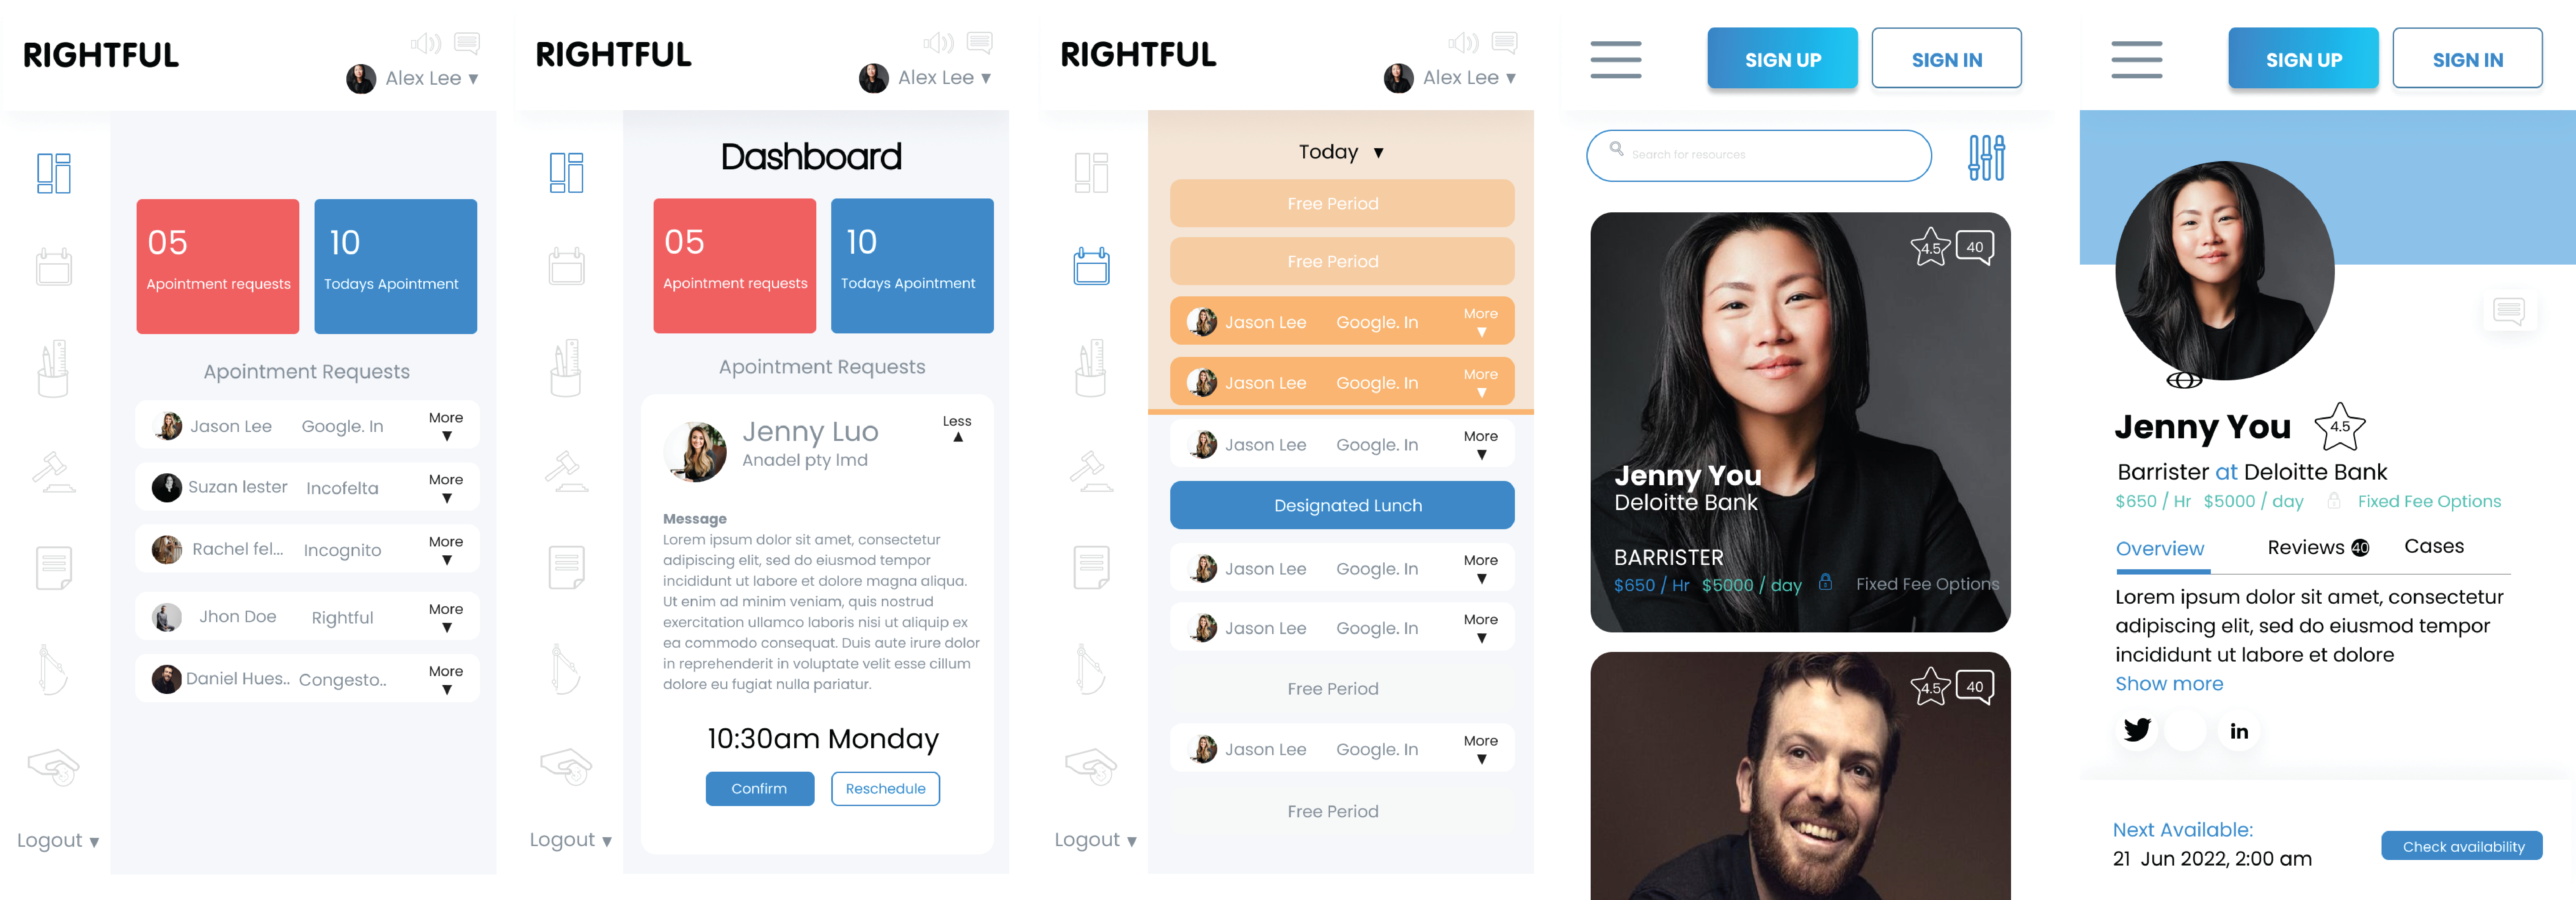 RIGHTFUL
Alex Lee ▼
05
Apointment requests
10
Todays Apointment
Apointment Requests
Jason Lee Google. In More ▼
Suzan lester Incofelta More ▼
Rachel fel... Incognito More ▼
Jhon Doe Rightful More ▼
Daniel Hues.. Congesto.. More ▼
Logout ▼
RIGHTFUL
Alex Lee ▼
Dashboard
05
Apointment requests
10
Todays Apointment
Apointment Requests
Jenny Luo
Anadel pty lmd
Less ▲
Message
Lorem ipsum dolor sit amet, consectetur
adipiscing elit, sed do eiusmod tempor
incididunt ut labore et dolore magna aliqua.
Ut enim ad minim veniam, quis nostrud
exercitation ullamco laboris nisi ut aliquip ex
ea commodo consequat. Duis aute irure dolor
in reprehenderit in voluptate velit esse cillum
dolore eu fugiat nulla pariatur.
10:30am Monday
Confirm
Reschedule
Logout ▼
RIGHTFUL
Alex Lee ▼
Today ▼
Free Period
Free Period
Jason Lee Google. In More ▼
Jason Lee Google. In More ▼
Jason Lee Google. In More ▼
Designated Lunch
Jason Lee Google. In More ▼
Jason Lee Google. In More ▼
Free Period
Jason Lee Google. In More ▼
Free Period
Logout ▼
SIGN UP
SIGN IN
Search for resources
4.5
40
Jenny You
Deloitte Bank
BARRISTER
$650 / Hr $5000 / day Fixed Fee Options
4.5
40
SIGN UP
SIGN IN
Jenny You
4.5
Barrister at Deloitte Bank
$650 / Hr $5000 / day Fixed Fee Options
Overview Reviews 40 Cases
Lorem ipsum dolor sit amet, consectetur
adipiscing elit, sed do eiusmod tempor
incididunt ut labore et dolore
Show more
in
Next Available:
21 Jun 2022, 2:00 am
Check availability